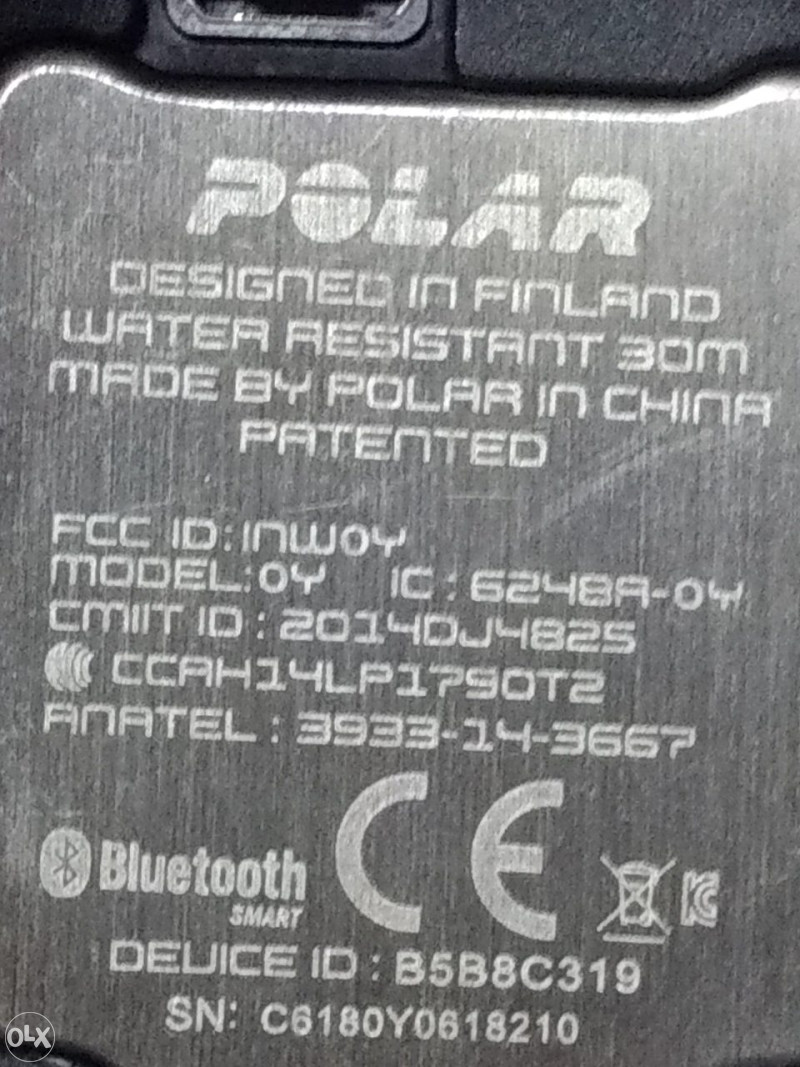 POLAR
DESIGNED IN FINLAND
WATER RESISTANT 30M
MADE BY POLAR IN CHINA
PATENTED
FCC ID: INW0Y
MODEL: 0Y IC: 6248A-0Y
CMIIT ID: 2014DJ4825
CCAH14LP1790T2
ANATEL: 3933-14-3667
Bluetooth
SMART
CE
DEVICE ID: B5B8C319
SN: C6180Y0618210
OLX